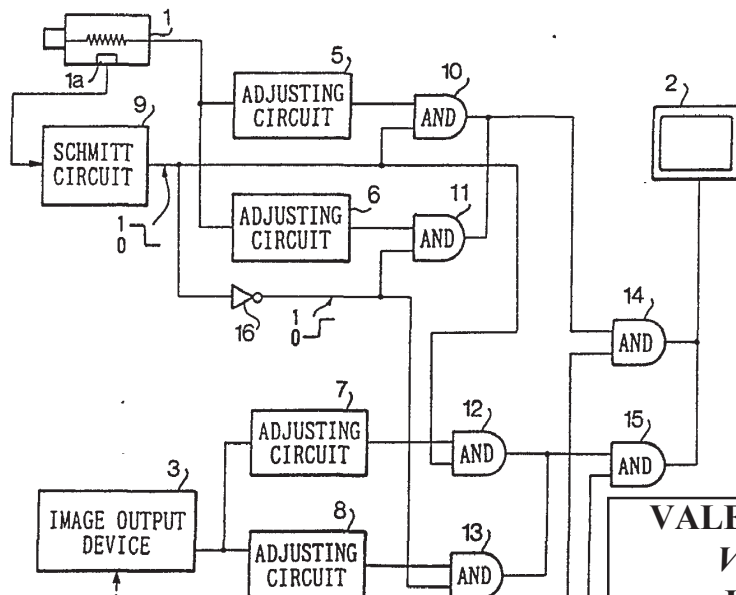 1
1a
5
10
2
ADJUSTING
CIRCUIT
AND
9
SCHMITT
CIRCUIT
6
11
ADJUSTING
CIRCUIT
AND
1
0
14
16
1
0
AND
7
12
15
ADJUSTING
CIRCUIT
AND
AND
3
IMAGE OUTPUT
DEVICE
8
13
ADJUSTING
CIRCUIT
AND